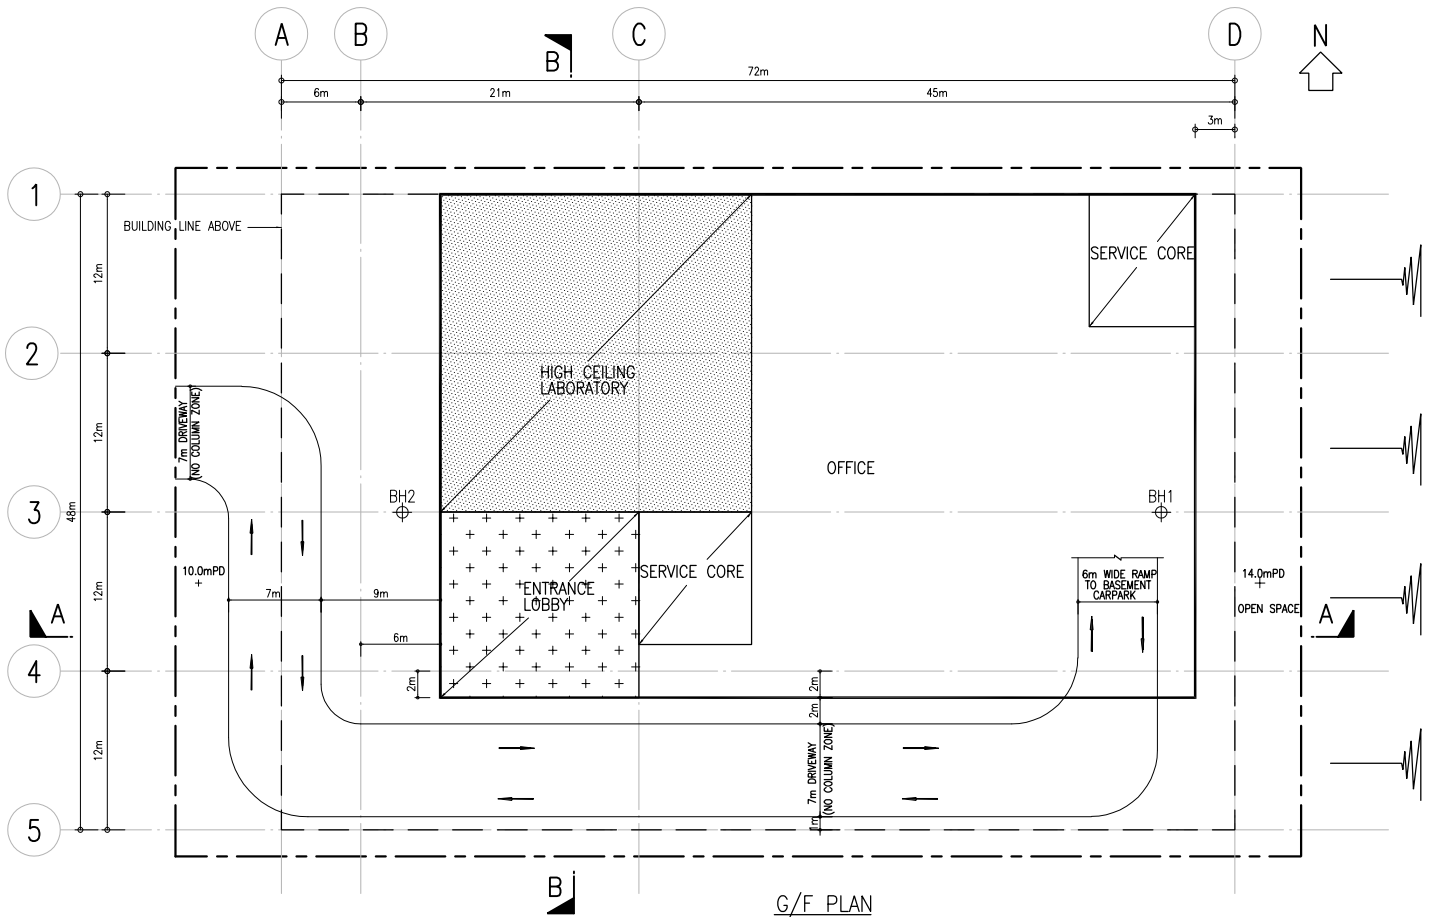 A
B
C
D
N
B
72m
6m
21m
45m
3m
1
BUILDING LINE ABOVE
SERVICE CORE
12m
2
HIGH CEILING
LABORATORY
7m DRIVEWAY
(NO COLUMN ZONE)
12m
OFFICE
BH2
BH1
3
48m
10.0mPD
SERVICE CORE
6m WIDE RAMP
TO BASEMENT
CARPARK
14.0mPD
12m
ENTRANCE
LOBBY
7m
9m
OPEN SPACE
A
A
6m
4
2m
2m
2m
12m
7m DRIVEWAY
(NO COLUMN ZONE)
1m
5
B
G/F PLAN